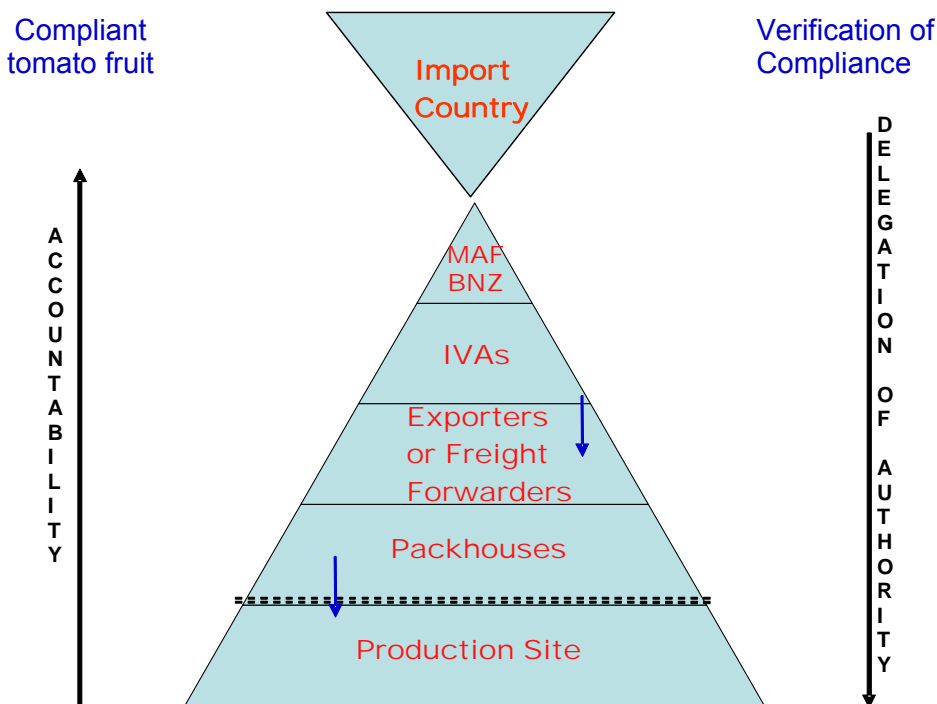 Compliant
tomato fruit
Verification of
Compliance
Import
Country
ACCOUNTABILITY
DELEGATION OF AUTHORITY
MAF
BNZ
IVAs
Exporters
or Freight
Forwarders
Packhouses
Production Site